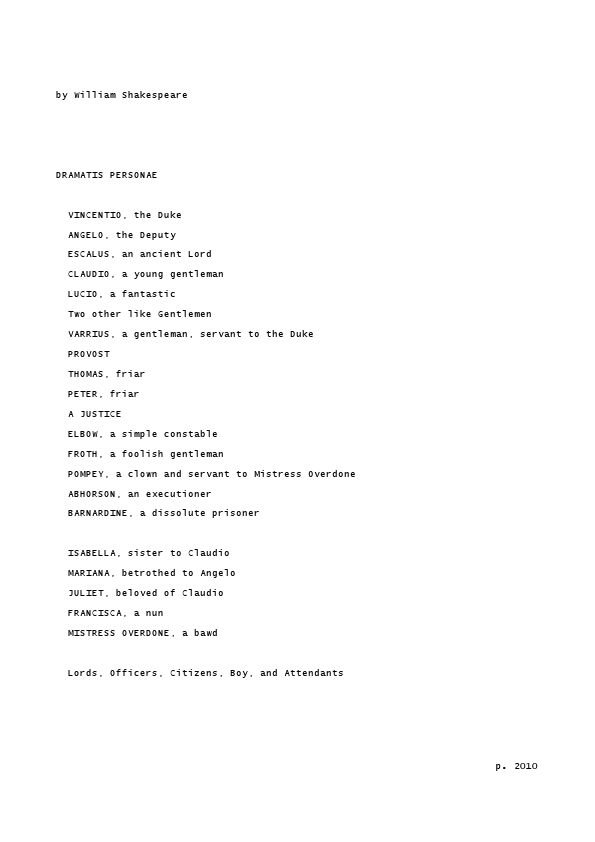 by William Shakespeare
DRAMATIS PERSONAE
VINCENTIO, the Duke
ANGELO, the Deputy
ESCALUS, an ancient Lord
CLAUDIO, a young gentleman
LUCIO, a fantastic
Two other like Gentlemen
VARRIUS, a gentleman, servant to the Duke
PROVOST
THOMAS, friar
PETER, friar
A JUSTICE
ELBOW, a simple constable
FROTH, a foolish gentleman
POMPEY, a clown and servant to Mistress Overdone
ABHORSON, an executioner
BARNARDINE, a dissolute prisoner
ISABELLA, sister to Claudio
MARIANA, betrothed to Angelo
JULIET, beloved of Claudio
FRANCISCA, a nun
MISTRESS OVERDONE, a bawd
Lords, Officers, Citizens, Boy, and Attendants
p. 2010